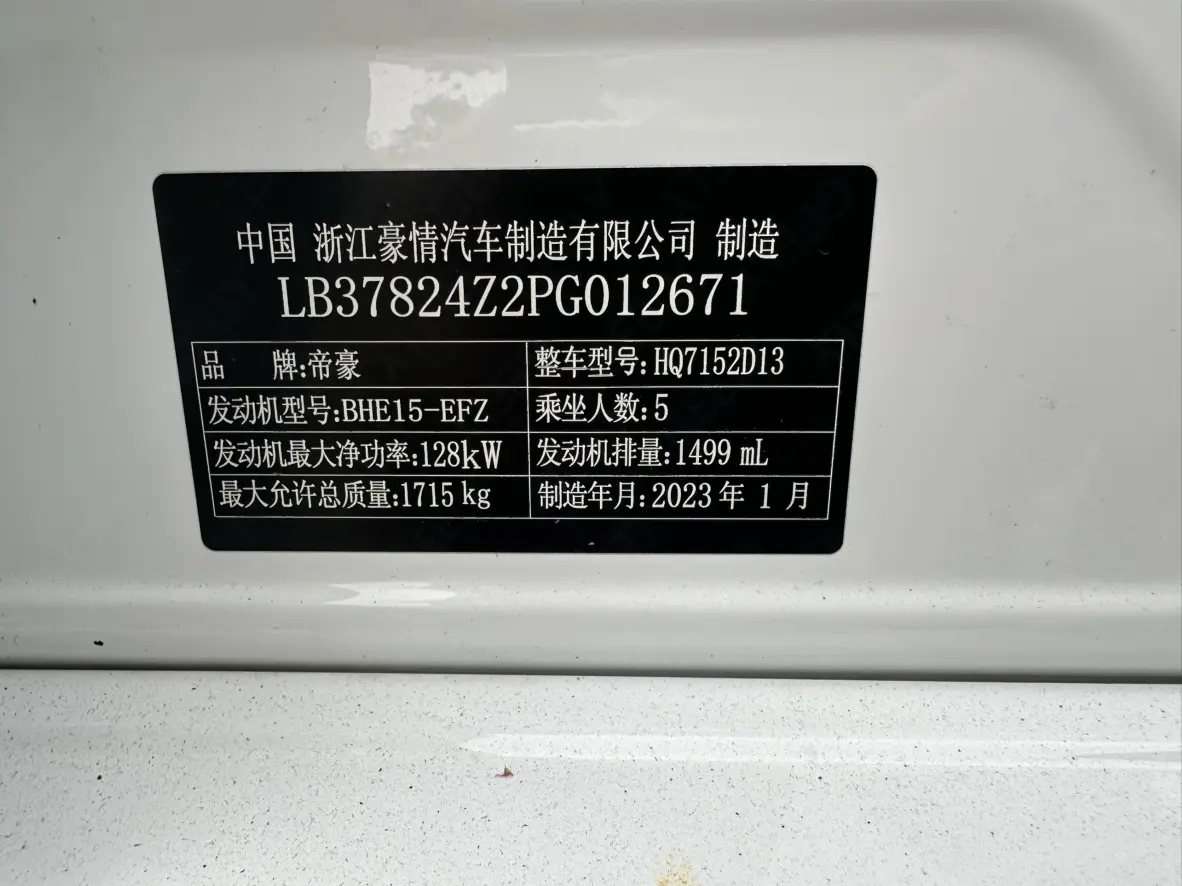 中国 浙江豪情汽车制造有限公司 制造
LB37824Z2PG012671
品 牌:帝豪 整车型号:HQ7152D13
发动机型号:BHE15-EFZ 乘坐人数:5
发动机最大净功率:128kW 发动机排量:1499 mL
最大允许总质量:1715 kg 制造年月:2023 年 1 月